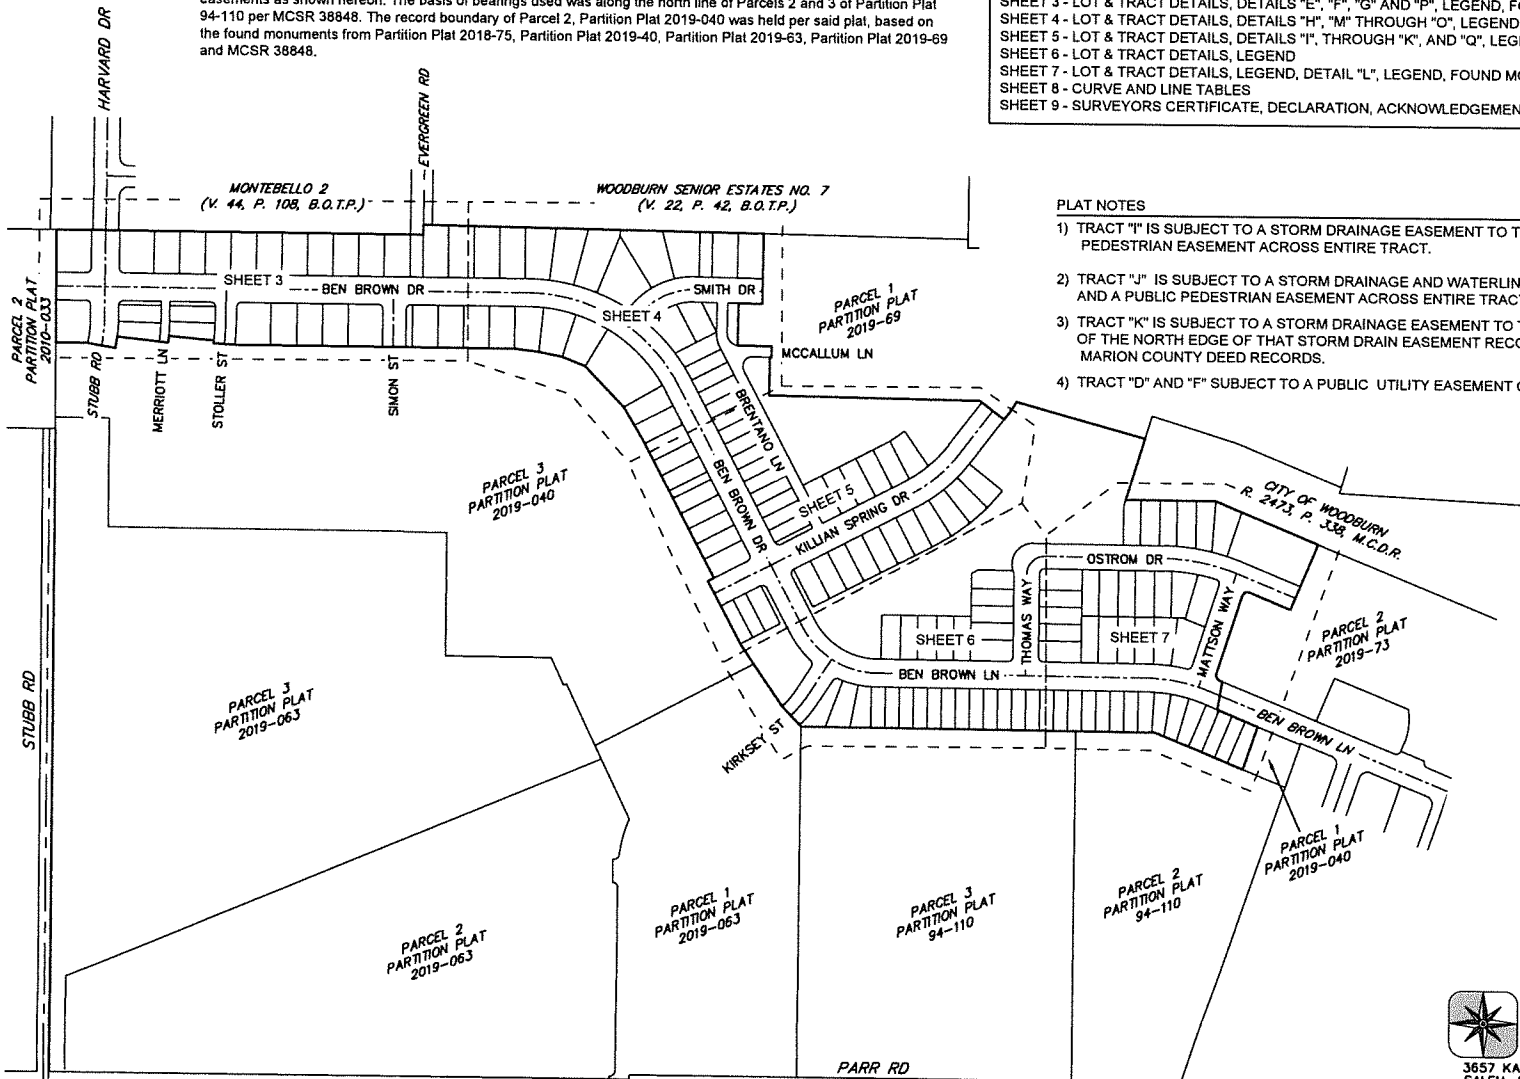 easements as shown hereon. The basis of bearings used was along the north line of Parcels 2 and 3 of Partition Plat
94-110 per MCSR 38848. The record boundary of Parcel 2, Partition Plat 2019-040 was held per said plat, based on
the found monuments from Partition Plat 2018-75, Partition Plat 2019-40, Partition Plat 2019-63, Partition Plat 2019-69
and MCSR 38848.
SHEET 3 - LOT & TRACT DETAILS, DETAILS "E", "F", "G" AND "P", LEGEND,
SHEET 4 - LOT & TRACT DETAILS, DETAILS "H", "M" THROUGH "O", LEGEND
SHEET 5 - LOT & TRACT DETAILS, DETAILS "I", THROUGH "K", AND "Q",
SHEET 6 - LOT & TRACT DETAILS, LEGEND
SHEET 7 - LOT & TRACT DETAILS, LEGEND, DETAIL "L", LEGEND, FOUND
SHEET 8 - CURVE AND LINE TABLES
SHEET 9 - SURVEYORS CERTIFICATE, DECLARATION,
PLAT NOTES
1) TRACT "I" IS SUBJECT TO A STORM DRAINAGE EASEMENT TO
PEDESTRIAN EASEMENT ACROSS ENTIRE TRACT.
2) TRACT "J" IS SUBJECT TO A STORM DRAINAGE AND
AND A PUBLIC PEDESTRIAN EASEMENT ACROSS ENTIRE
3) TRACT "K" IS SUBJECT TO A STORM DRAINAGE EASEMENT TO
OF THE NORTH EDGE OF THAT STORM DRAIN EASEMENT
MARION COUNTY DEED RECORDS.
4) TRACT "D" AND "F" SUBJECT TO A PUBLIC UTILITY EASEMENT
HARVARD DR
EVERGREEN RD
MONTEBELLO 2
(V. 44, P. 108, B.O.T.P.)
WOODBURN SENIOR ESTATES NO. 7
(V. 22, P. 42, B.O.T.P.)
PARCEL 2
PARTITION PLAT
2010-033
SHEET 3
BEN BROWN DR
SHEET 4
SMITH DR
PARCEL 1
PARTITION PLAT
2019-69
MCCALLUM LN
STUBB RD
MERRIOTT LN
STOLLER ST
SIMON ST
BRENTANO LN
BEN BROWN DR
SHEET 5
KILLIAN SPRING DR
PARCEL 3
PARTITION PLAT
2019-040
CITY OF WOODBURN
R. 2473, P. 338, M.C.D.R.
OSTROM DR
THOMAS WAY
MATTSON WAY
SHEET 6
SHEET 7
PARCEL 2
PARTITION PLAT
2019-73
BEN BROWN LN
BEN BROWN LN
KIRKSEY ST
STUBB RD
PARCEL 3
PARTITION PLAT
2019-063
PARCEL 1
PARTITION PLAT
2019-040
PARCEL 2
PARTITION PLAT
2019-063
PARCEL 1
PARTITION PLAT
2019-063
PARCEL 3
PARTITION PLAT
94-110
PARCEL 2
PARTITION PLAT
94-110
PARR RD
3657